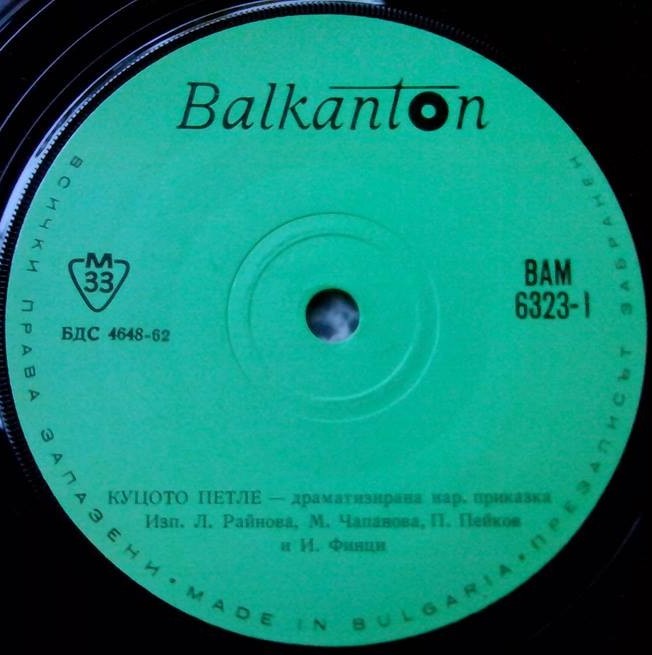 Balkanton
M
33
БДС 4648-62
ВАМ
6323-I
КУЦОТО ПЕТЛЕ — драматизирана нар. приказка
Изп. Л. Райнова, М. Чапанова, П. Пейков
и И. Финци
ВСИЧКИ ПРАВА ЗАПАЗЕНИ • MADE IN BULGARIA • ПРЕЗАПИСЪТ ЗАБРАНЕН